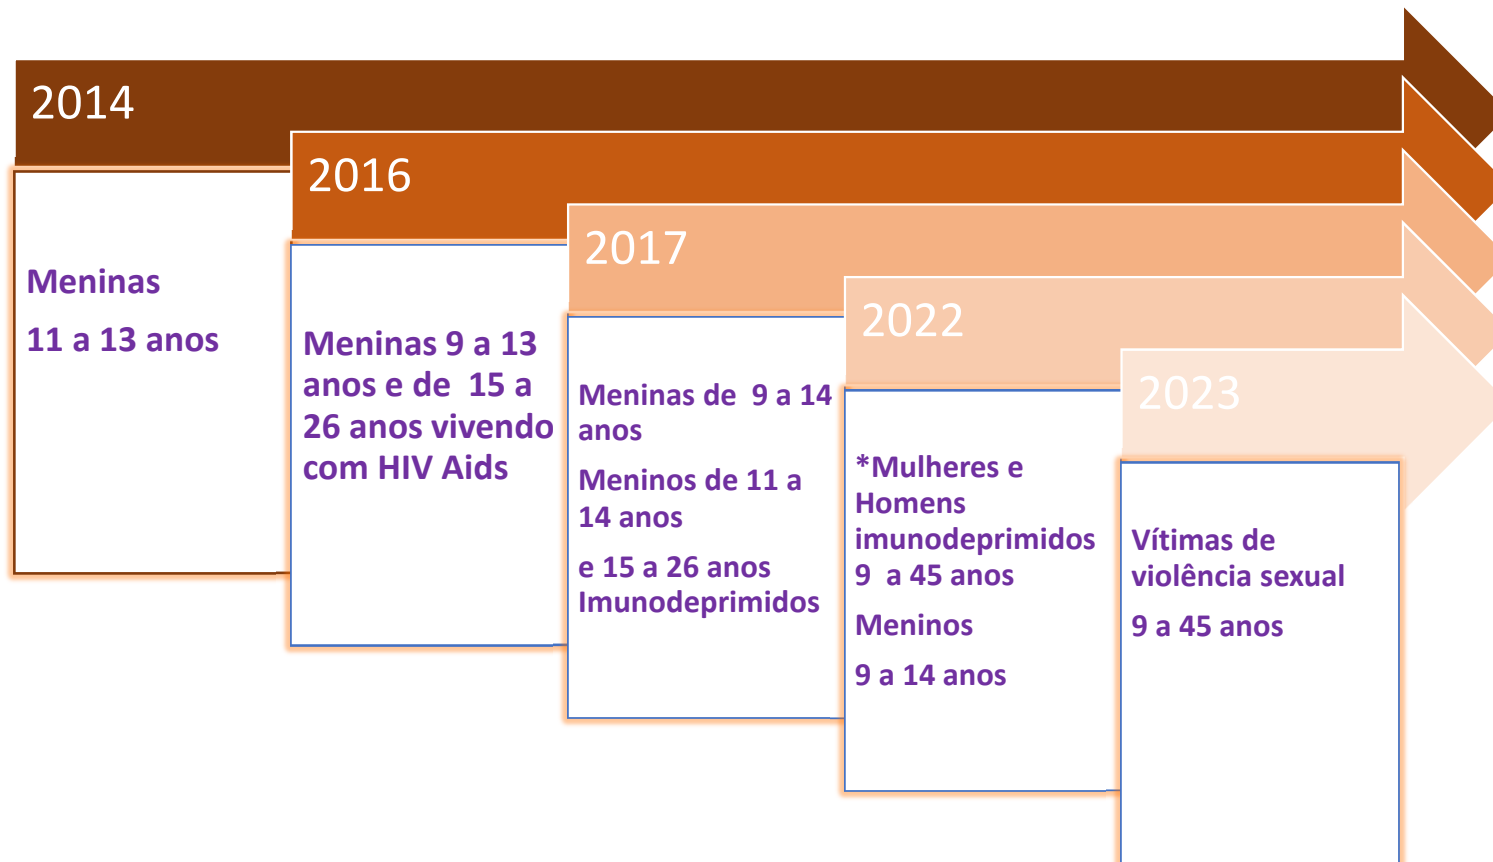 2014
Meninas
11 a 13 anos
2016
Meninas 9 a 13
anos e de 15 a
26 anos vivendo
com HIV Aids
2017
Meninas de 9 a 14
anos
Meninos de 11 a
14 anos
e 15 a 26 anos
Imunodeprimidos
2022
*Mulheres e
Homens
imunodeprimidos
9 a 45 anos
Meninos
9 a 14 anos
2023
Vítimas de
violência sexual
9 a 45 anos